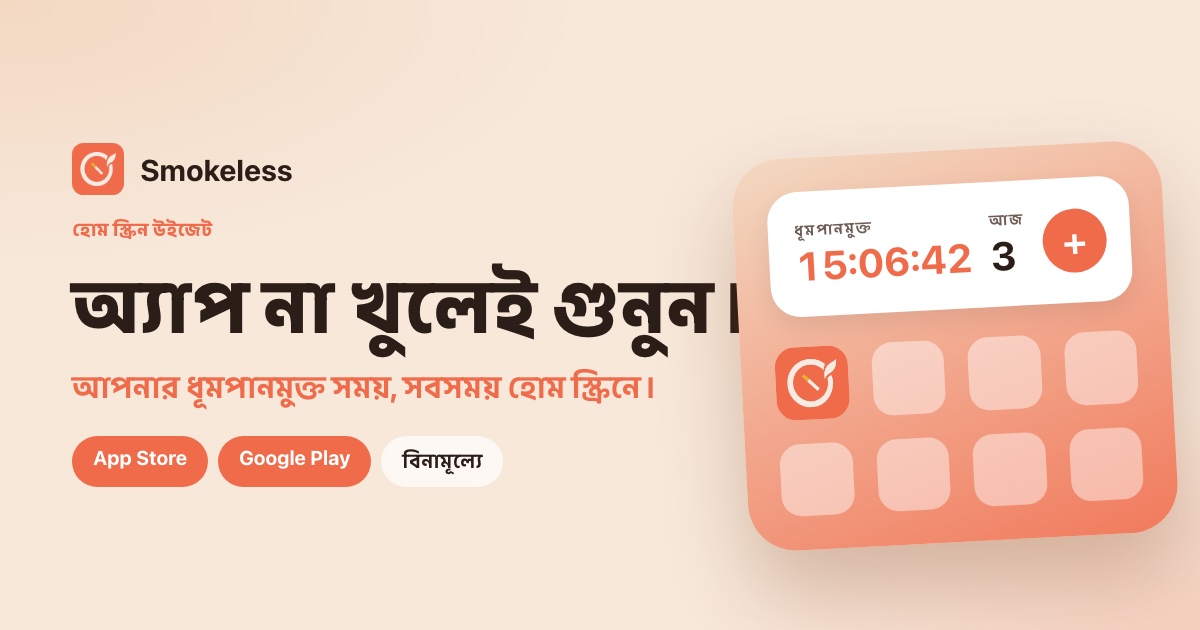 Smokeless
হোম স্ক্রিন উইজেট
অ্যাপ না খুলেই গুনুন।
আপনার ধূমপানমুক্ত সময়, সবসময় হোম স্ক্রিনে।
App Store
Google Play
বিনামূল্যে
ধূমপানমুক্ত
15:06:42
আজ
3
+